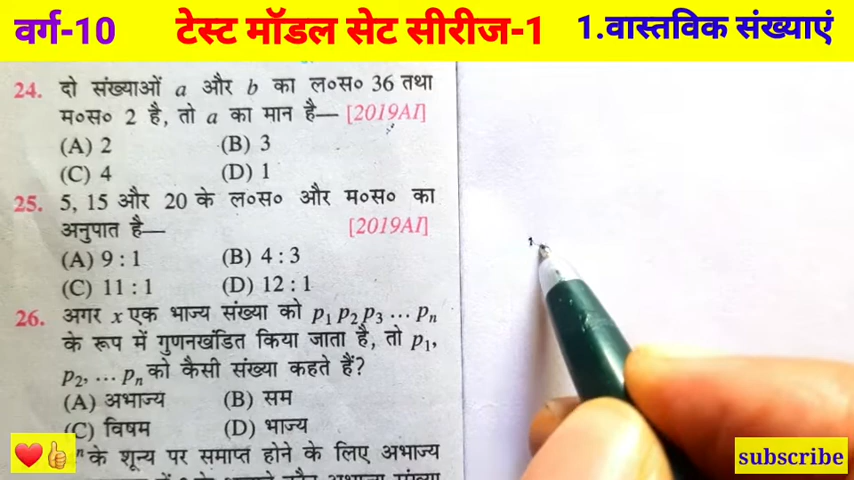 वर्ग-10 टेस्ट मॉडल सेट सीरीज-1 1.वास्तविक संख्याएं
24. दो संख्याओं a और b का ल०स० 36 तथा
म०स० 2 है, तो a का मान है— [2019AI]
(A) 2 (B) 3
(C) 4 (D) 1
25. 5, 15 और 20 के ल०स० और म०स० का
अनुपात है— [2019AI]
(A) 9 : 1 (B) 4 : 3
(C) 11 : 1 (D) 12 : 1
26. अगर x एक भाज्य संख्या को p₁ p₂ p₃ ... pₙ
के रूप में गुणनखंडित किया जाता है, तो p₁,
p₂, ... pₙ को कैसी संख्या कहते हैं?
(A) अभाज्य (B) सम
(C) विषम (D) भाज्य
के शून्य पर समाप्त होने के लिए अभाज्य
subscribe